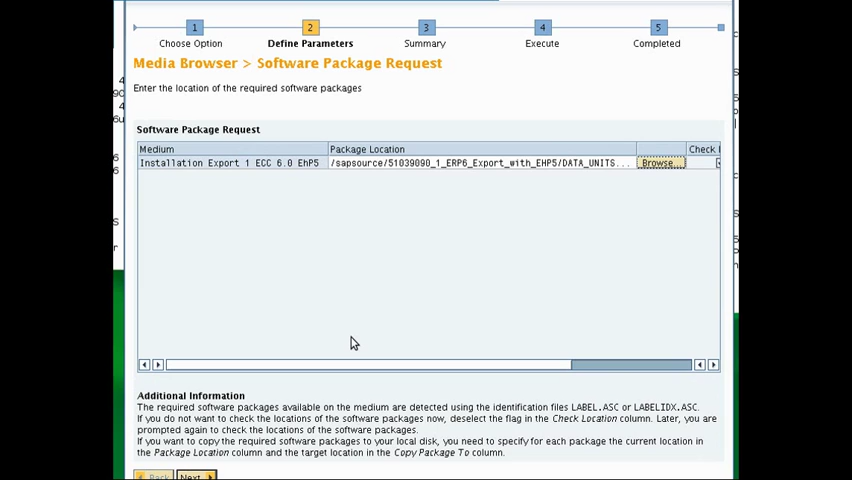 1 2 3 4 5
Choose Option Define Parameters Summary Execute Completed
Media Browser > Software Package Request
Enter the location of the required software packages
Software Package Request
Medium Package Location Check
Installation Export 1 ECC 6.0 EhP5 /sapsource/51039090_1_ERP6_Export_with_EHP5/DATA_UNITS... Browse...
Additional Information
The required software packages available on the medium are detected using the identification files LABEL.ASC or LABELIDX.ASC.
If you do not want to check the locations of the software packages now, deselect the flag in the Check Location column. Later, you are
prompted again to check the locations of the software packages.
If you want to copy the required software packages to your local disk, you need to specify for each package the current location in
the Package Location column and the target location in the Copy Package To column.
Back Next